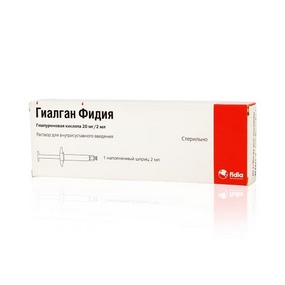 Гиалган Фидия
Гиалуроновая кислота 20 мг/2 мл
Раствор для внутрисуставного введения
Стерильно
1 наполненный шприц 2 мл
fidia